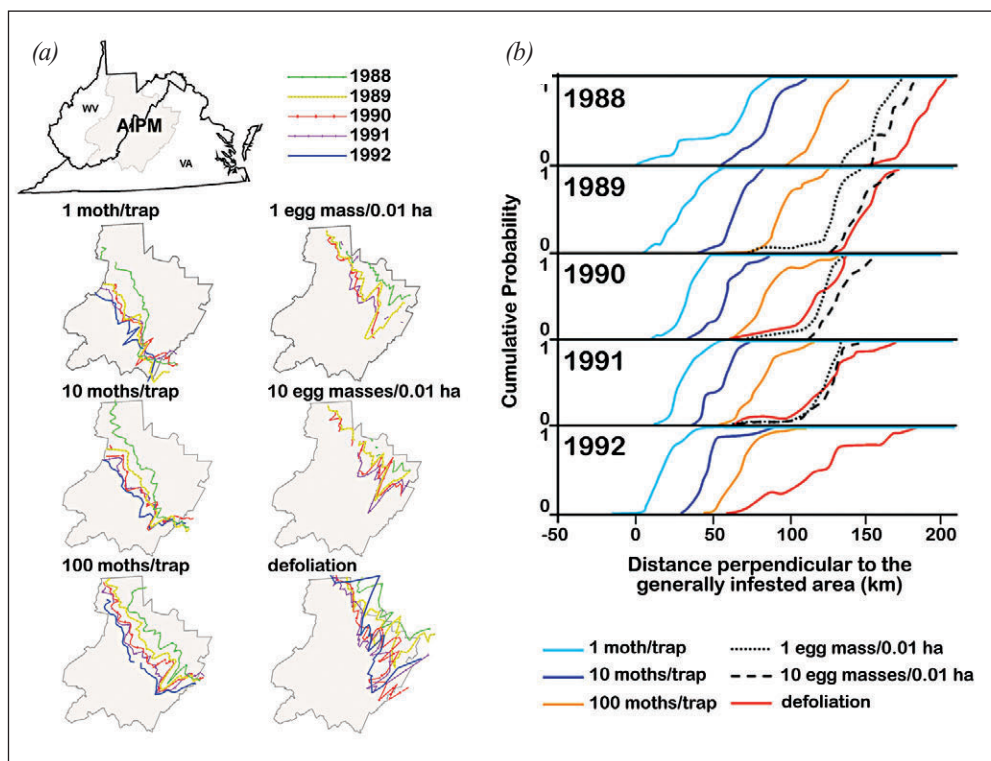 (a)
WV
AIPM
VA
1988
1989
1990
1991
1992
1 moth/trap
1 egg mass/0.01 ha
10 moths/trap
10 egg masses/0.01 ha
100 moths/trap
defoliation
(b)
Cumulative Probability
1
1988
0
1
1989
0
1
1990
0
1
1991
0
1
1992
0
-50 0 50 100 150 200
Distance perpendicular to the
generally infested area (km)
1 moth/trap
10 moths/trap
100 moths/trap
1 egg mass/0.01 ha
10 egg masses/0.01 ha
defoliation